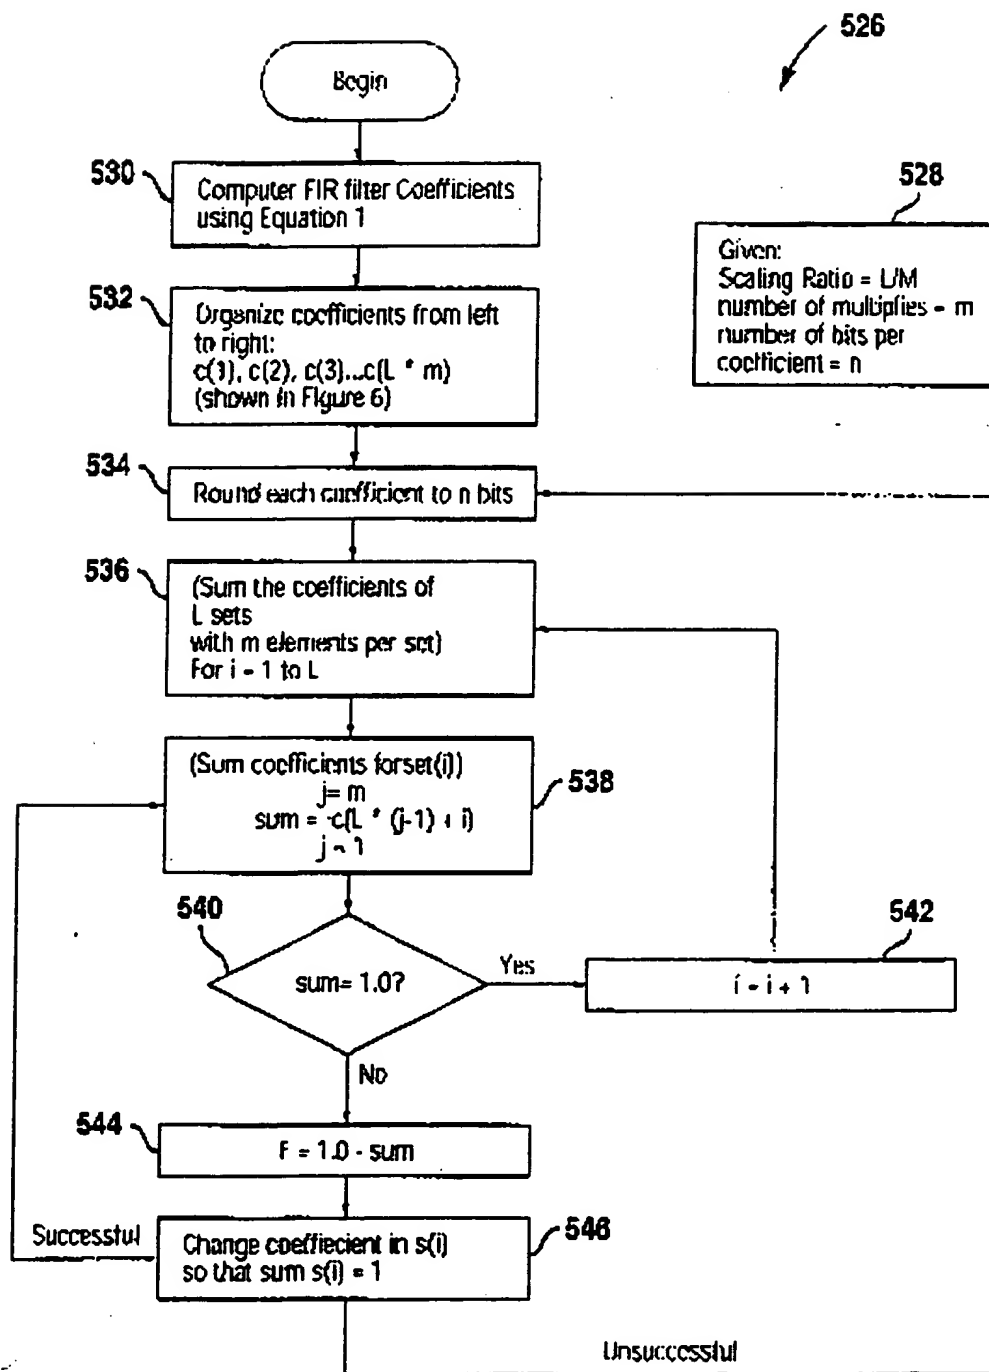 526
Begin
530
Computer FIR filter Coefficients
using Equation 1
528
Given:
Scaling Ratio = L/M
number of multiplies - m
number of bits per
coefficient = n
532
Organize coefficients from left
to right:
c(1), c(2), c(3)...c(L * m)
(shown in Figure 6)
534
Round each coefficient to n bits
536
(Sum the coefficients of
L sets
with m elements per set)
For i - 1 to L
(Sum coefficients forset(i))
j= m
sum = -c(L * (j-1) + i)
j - 1
538
540
sum= 1.0?
Yes
542
i - i + 1
No
544
F = 1.0 - sum
Successful
546
Change coeffiecient in s(i)
so that sum s(i) = 1
Unsuccessful